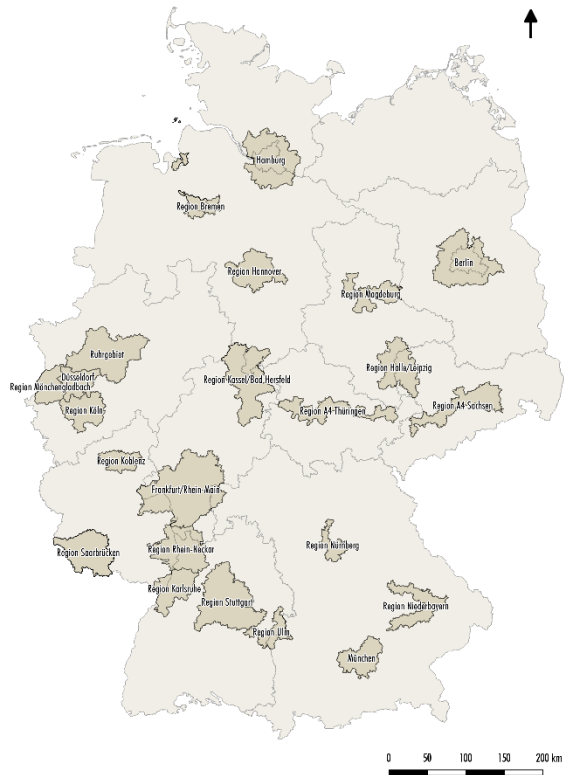 Hamburg
Region Bremen
Region Hannover
Berlin
Region Magdeburg
Ruhrgebiet
Düsseldorf
Region Mönchengladbach
Region Köln
Region Kassel/Bad Hersfeld
Region Halle/Leipzig
Region A4-Thüringen
Region A4-Sachsen
Region Koblenz
Frankfurt/Rhein-Main
Region Saarbrücken
Region Rhein-Neckar
Region Nürnberg
Region Karlsruhe
Region Stuttgart
Region Niederbayern
Region Ulm
München
0 50 100 150 200 km